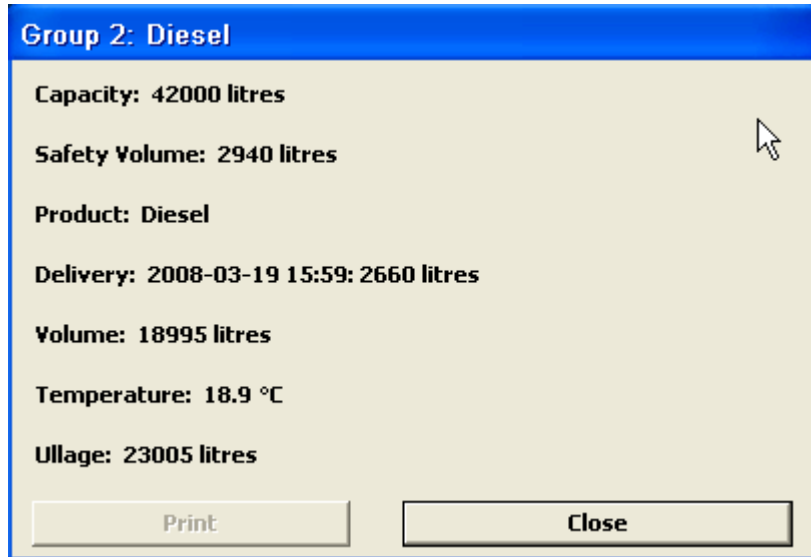 Group 2: Diesel
Capacity: 42000 litres
Safety Volume: 2940 litres
Product: Diesel
Delivery: 2008-03-19 15:59: 2660 litres
Volume: 18995 litres
Temperature: 18.9 °C
Ullage: 23005 litres
Print Close